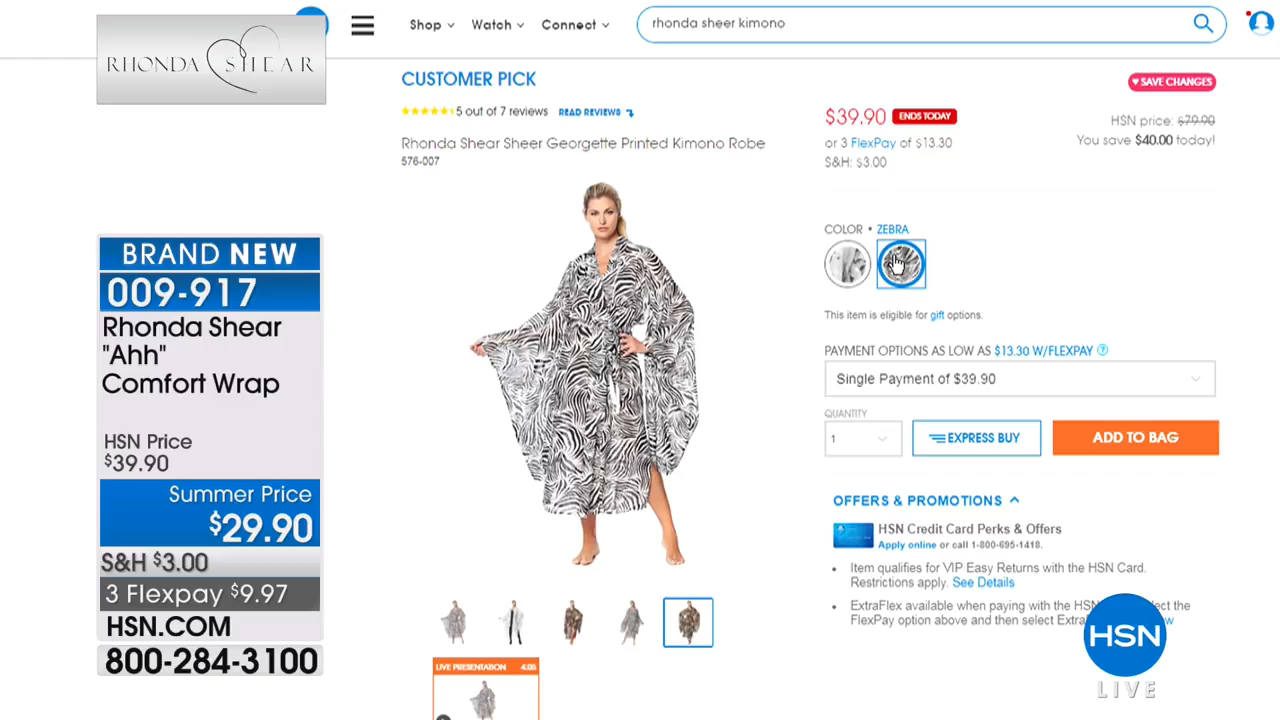 RHONDA SHEAR
Shop
Watch
Connect
rhonda sheer kimono
CUSTOMER PICK
♥ SAVE CHANGES
5 out of 7 reviews READ REVIEWS
$39.90 ENDS TODAY
HSN price: $79.90
or 3 FlexPay of $13.30
You save $40.00 today!
Rhonda Shear Sheer Georgette Printed Kimono Robe
S&H: $3.00
576-007
COLOR • ZEBRA
This item is eligible for gift options.
PAYMENT OPTIONS AS LOW AS $13.30 W/FLEXPAY ?
Single Payment of $39.90
QUANTITY
1
EXPRESS BUY
ADD TO BAG
OFFERS & PROMOTIONS
HSN Credit Card Perks & Offers
Apply online or call 1-800-695-1418.
• Item qualifies for VIP Easy Returns with the HSN Card.
Restrictions apply. See Details
• ExtraFlex available when paying with the HSN the
FlexPay option above and then select
LIVE PRESENTATION 4:05
BRAND NEW
009-917
Rhonda Shear
"Ahh"
Comfort Wrap
HSN Price
$39.90
Summer Price
$29.90
S&H $3.00
3 Flexpay $9.97
HSN.COM
800-284-3100
HSN
LIVE